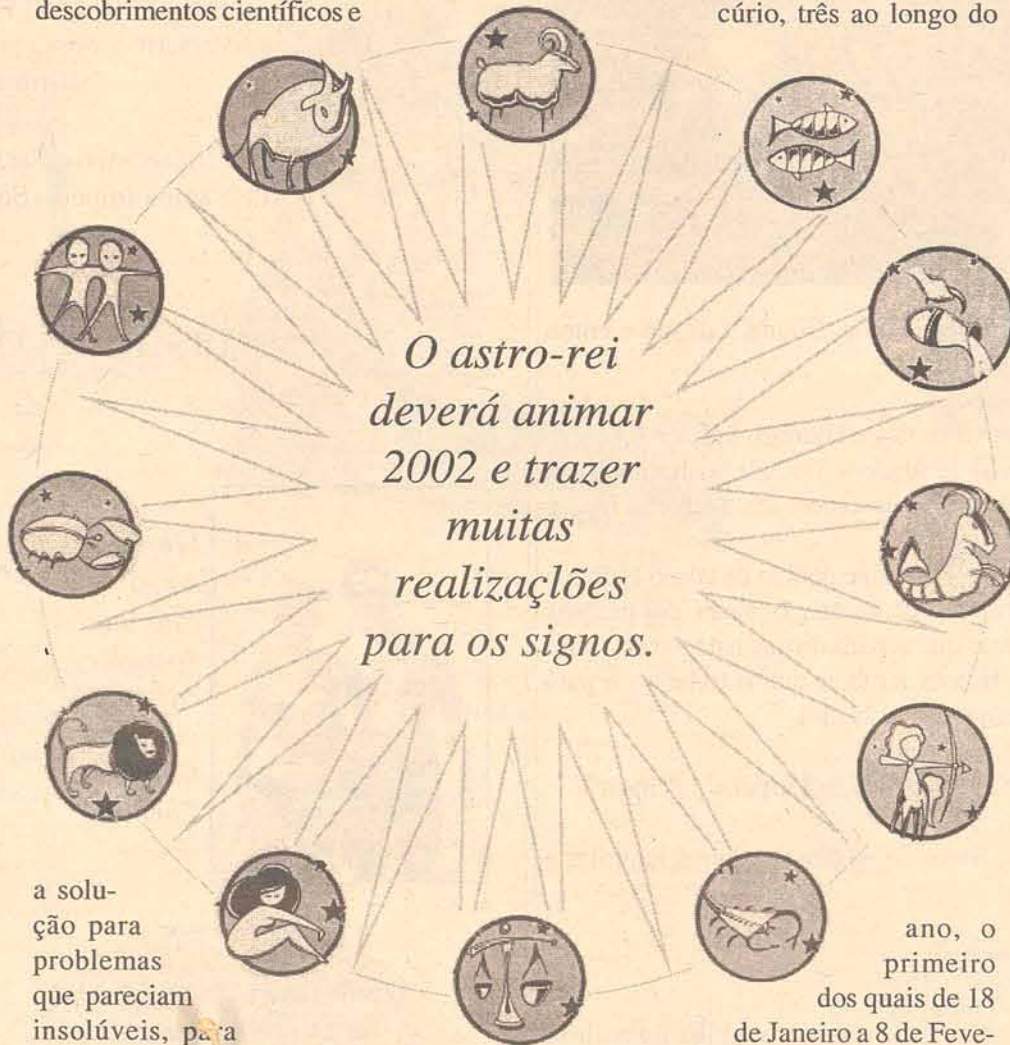 descobrimentos científicos e
a solu-
ção para
problemas
que pareciam
insolúveis, para
O astro-rei
deverá animar
2002 e trazer
muitas
realizaçlões
para os signos.
cúrio, três ao longo do
ano, o
primeiro
dos quais de 18
de Janeiro a 8 de Feve-